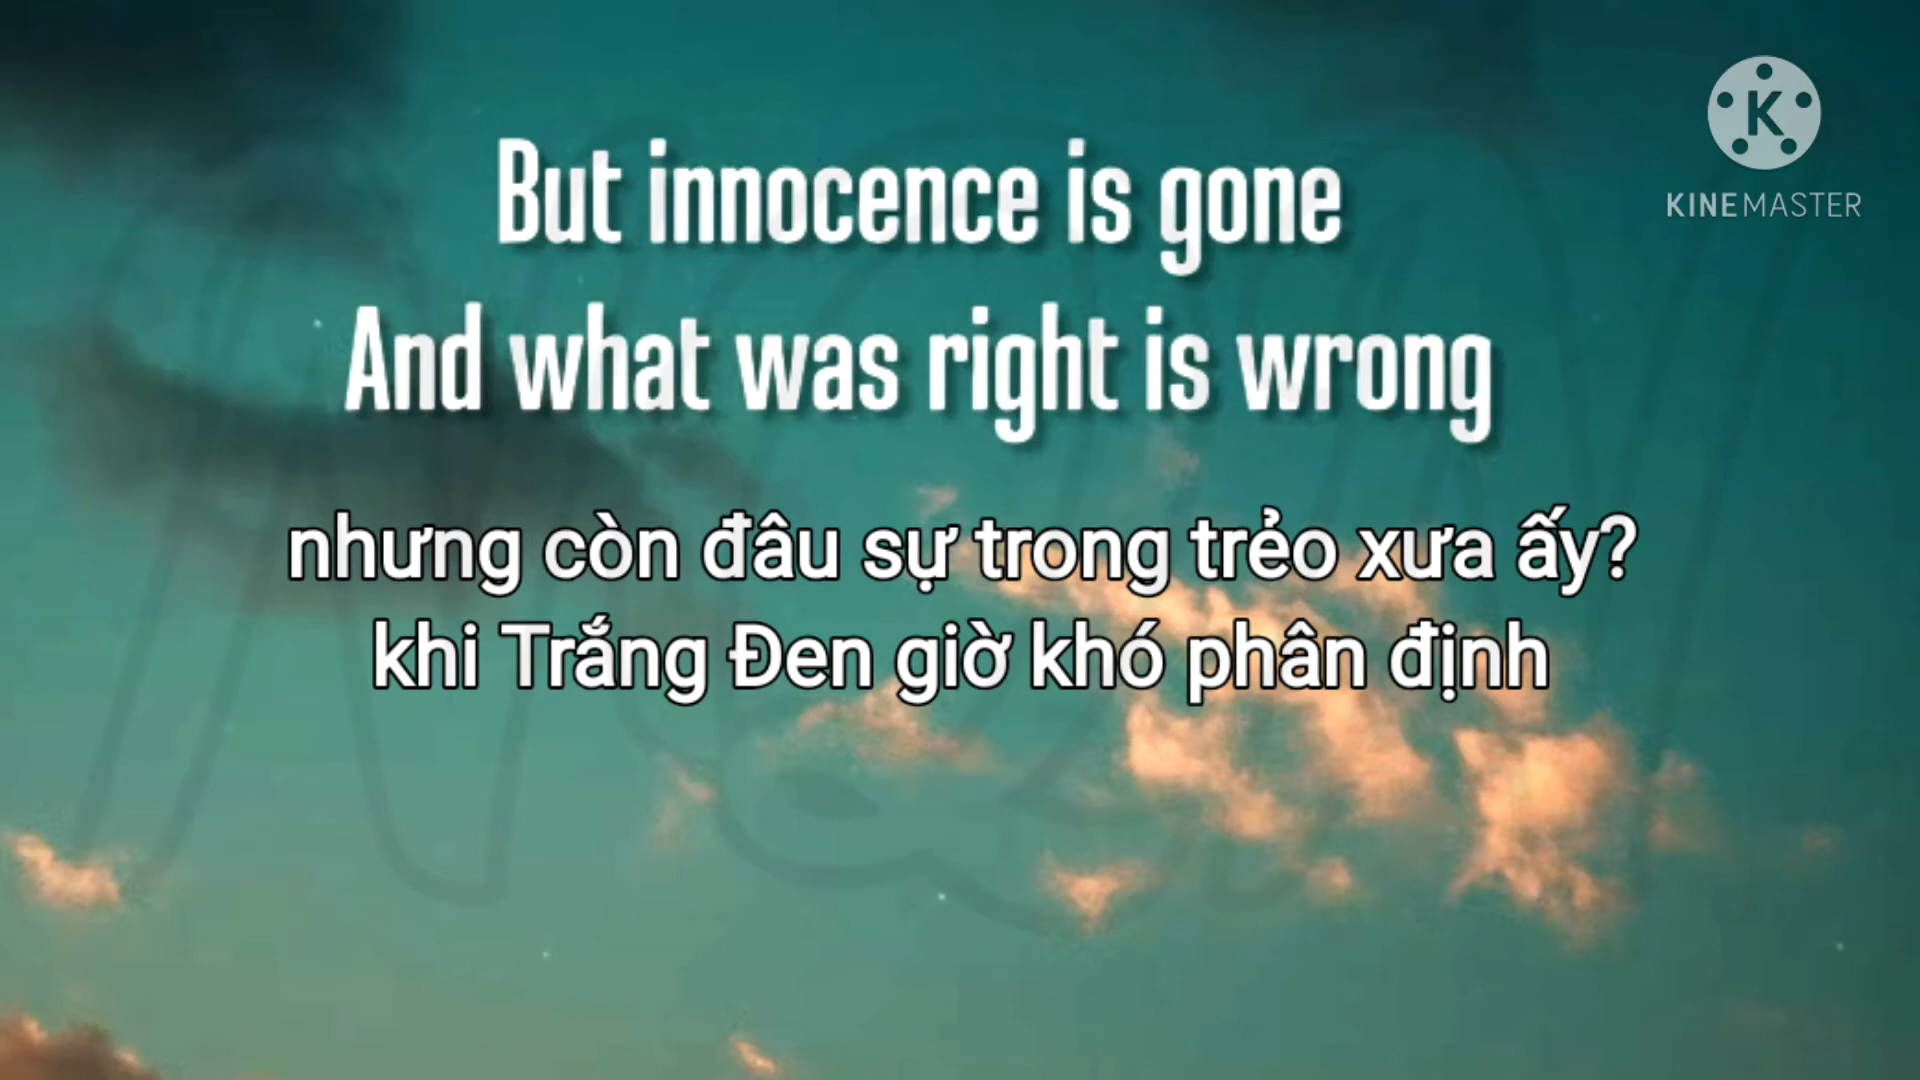 But innocence is gone
And what was right is wrong
nhưng còn đâu sự trong trẻo xưa ấy?
khi Trắng Đen giờ khó phân định
K
KINEMASTER